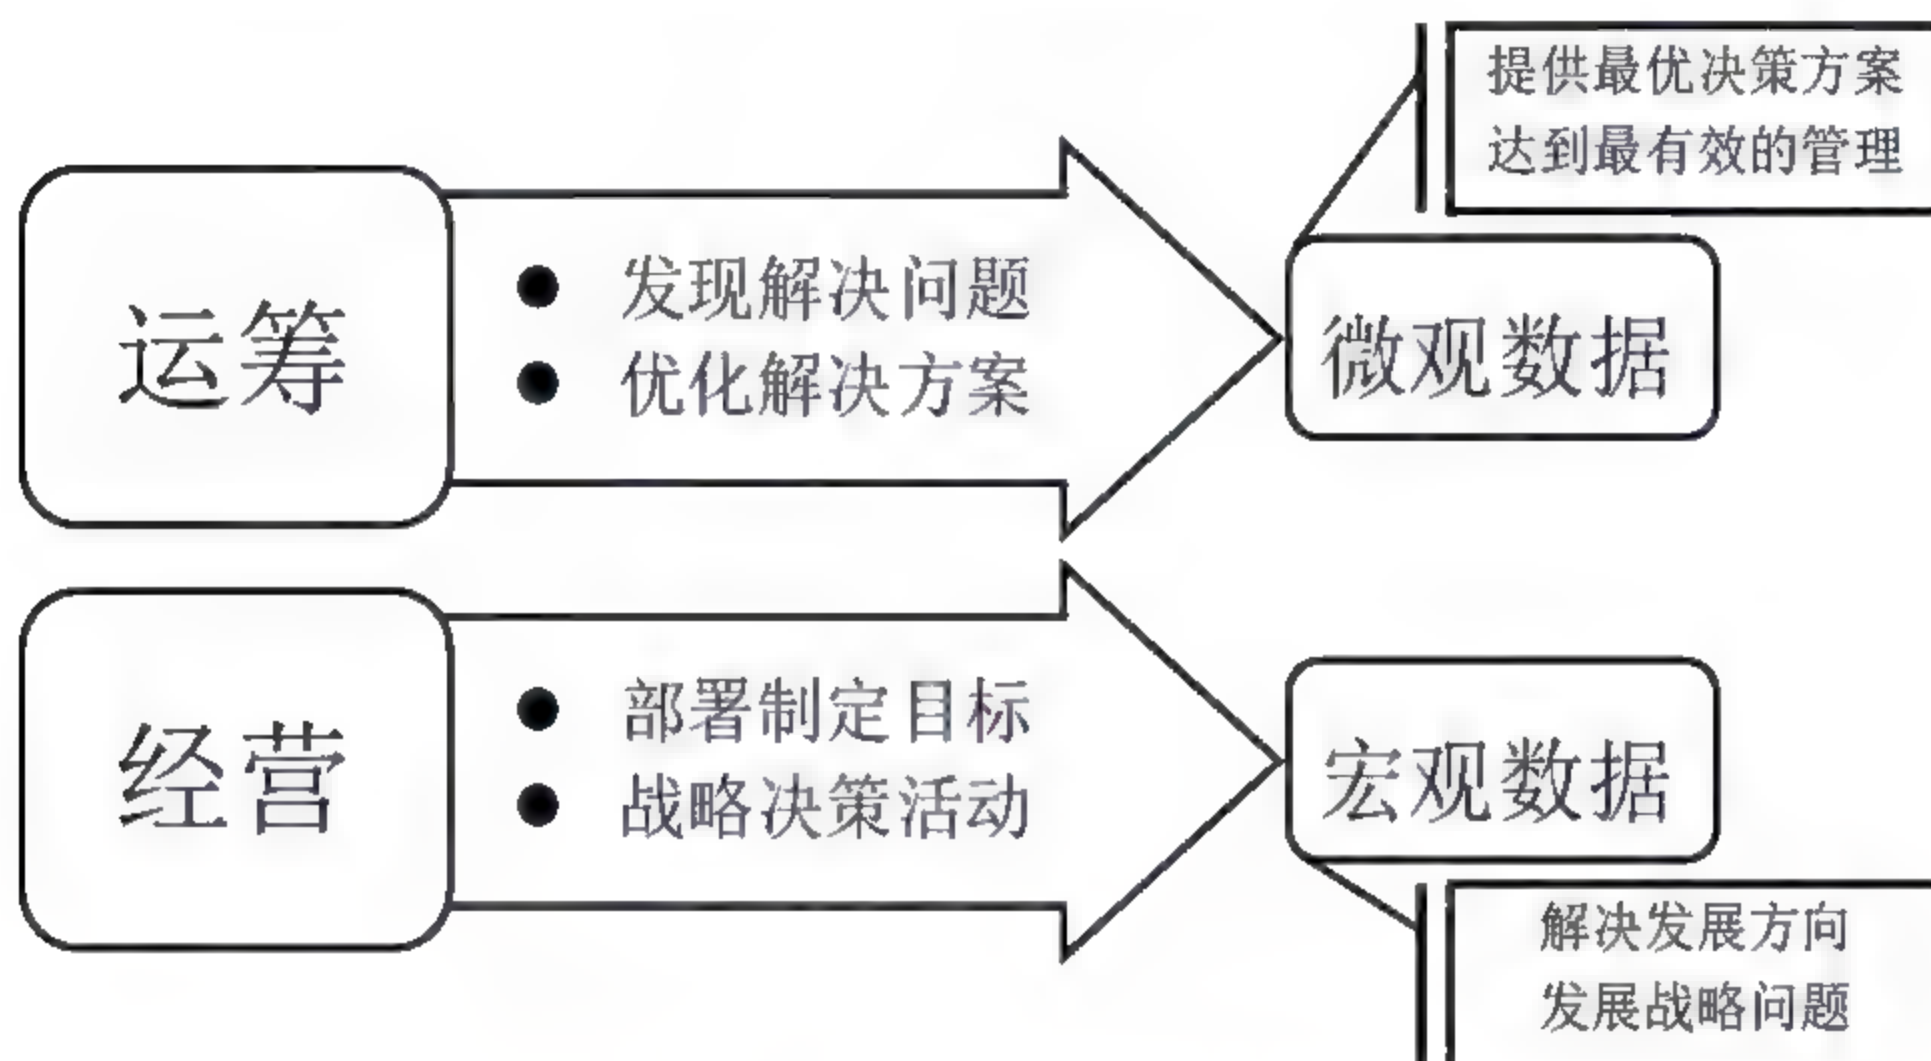 提供最优决策方案
达到最有效的管理
运筹
发现解决问题
优化解决方案
微观数据
经营
部署制定目标
战略决策活动
宏观数据
解决发展方向
发展战略问题